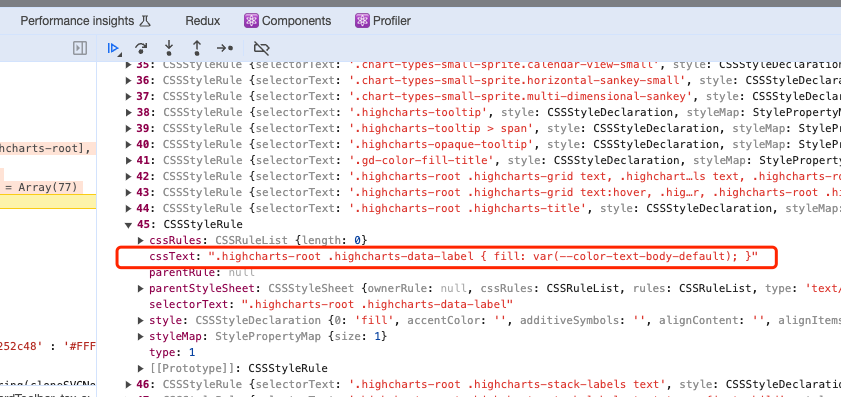 Performance insights
Redux
Components
Profiler
35: CSSStyleRule {selectorText: '.chart-types-small-sprite.calendar-view-small', style: CSSStyleDeclaration
36: CSSStyleRule {selectorText: '.chart-types-small-sprite.horizontal-sankey-small', style: CSSStyleDeclara
37: CSSStyleRule {selectorText: '.chart-types-small-sprite.multi-dimensional-sankey', style: CSSStyleDeclar
38: CSSStyleRule {selectorText: '.highcharts-tooltip', style: CSSStyleDeclaration, styleMap: StylePropertyM
39: CSSStyleRule {selectorText: '.highcharts-tooltip > span', style: CSSStyleDeclaration, styleMap: StylePr
hcharts-root],
40: CSSStyleRule {selectorText: '.highcharts-opaque-tooltip', style: CSSStyleDeclaration, styleMap: StylePr
41: CSSStyleRule {selectorText: '.gd-color-fill-title', style: CSSStyleDeclaration, styleMap: StyleProperty
42: CSSStyleRule {selectorText: '.highcharts-root .highcharts-grid text, .highchart…ls text, .highcharts-ro
= Array(77)
43: CSSStyleRule {selectorText: '.highcharts-root .highcharts-grid text:hover, .hig…r, .highcharts-root .hi
44: CSSStyleRule {selectorText: '.highcharts-root .highcharts-title', style: CSSStyleDeclaration, styleMap:
45: CSSStyleRule
cssRules: CSSRuleList {length: 0}
cssText: ".highcharts-root .highcharts-data-label { fill: var(--color-text-body-default); }"
parentRule: null
parentStyleSheet: CSSStyleSheet {ownerRule: null, cssRules: CSSRuleList, rules: CSSRuleList, type: 'text/
selectorText: ".highcharts-root .highcharts-data-label"
style: CSSStyleDeclaration {0: 'fill', accentColor: '', additiveSymbols: '', alignContent: '', alignItems
styleMap: StylePropertyMap {size: 1}
252c48' : '#FFF
type: 1
[[Prototype]]: CSSStyleRule
46: CSSStyleRule {selectorText: '.highcharts-root .highcharts-stack-labels text', style: CSSStyleDeclaratio